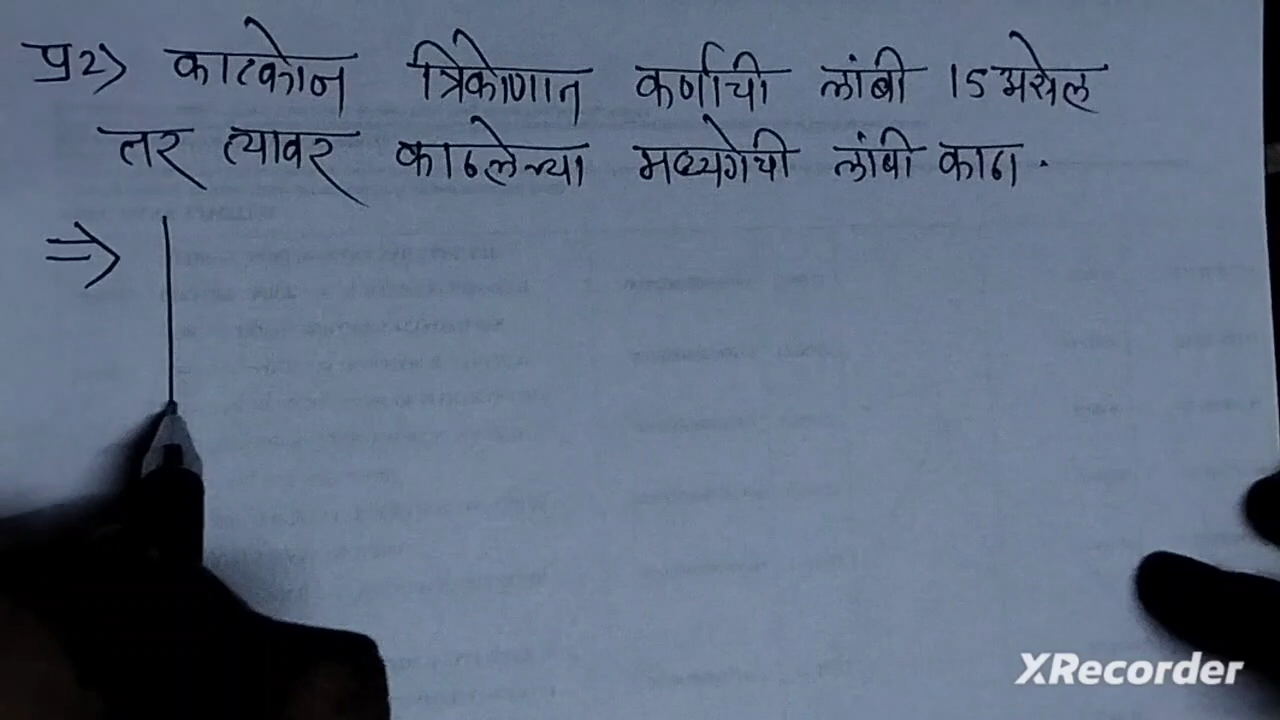 प्र2) काटकोन त्रिकोणात कर्णाची लांबी 15 असेल
तर त्यावर काढलेल्या मध्यगेची लांबी काढा.
⇒
XRecorder